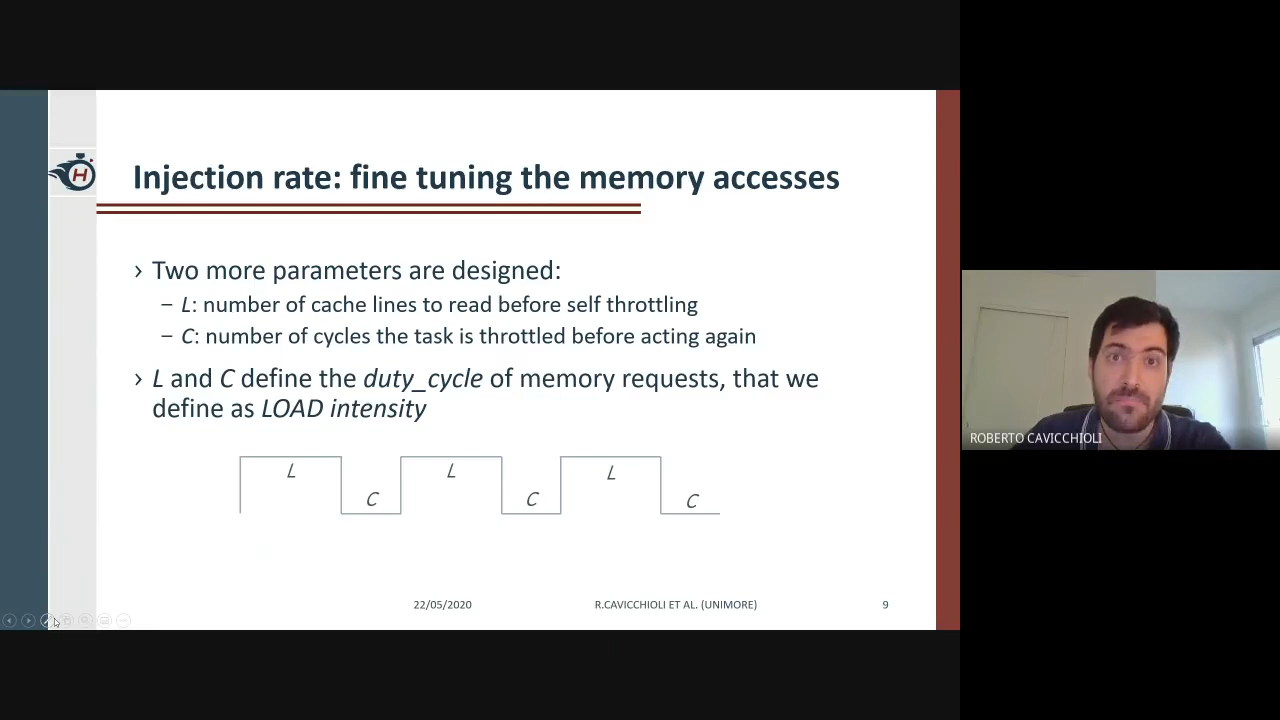 H
Injection rate: fine tuning the memory accesses
› Two more parameters are designed:
– L: number of cache lines to read before self throttling
– C: number of cycles the task is throttled before acting again
› L and C define the duty_cycle of memory requests, that we
define as LOAD intensity
L
C
L
C
L
C
22/05/2020
R.CAVICCHIOLI ET AL. (UNIMORE)
9
ROBERTO CAVICCHIOLI